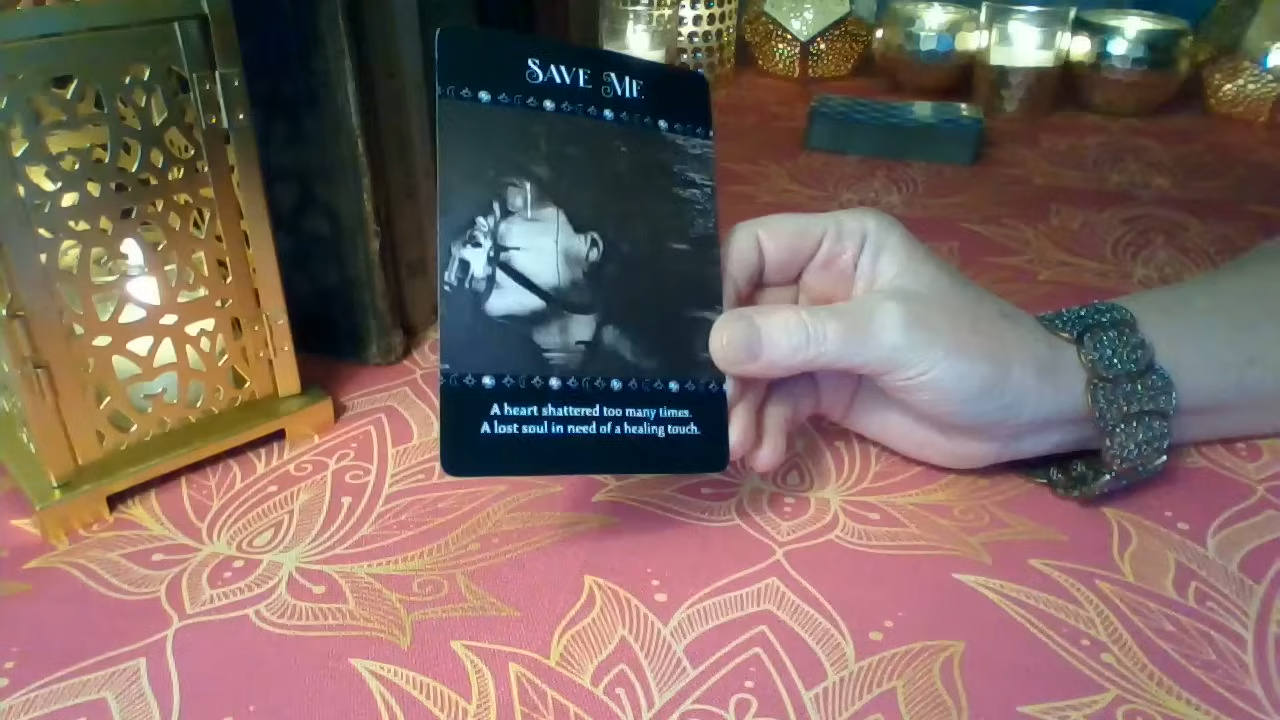 SAVE ME
A heart shattered too many times.
A lost soul in need of a healing touch.